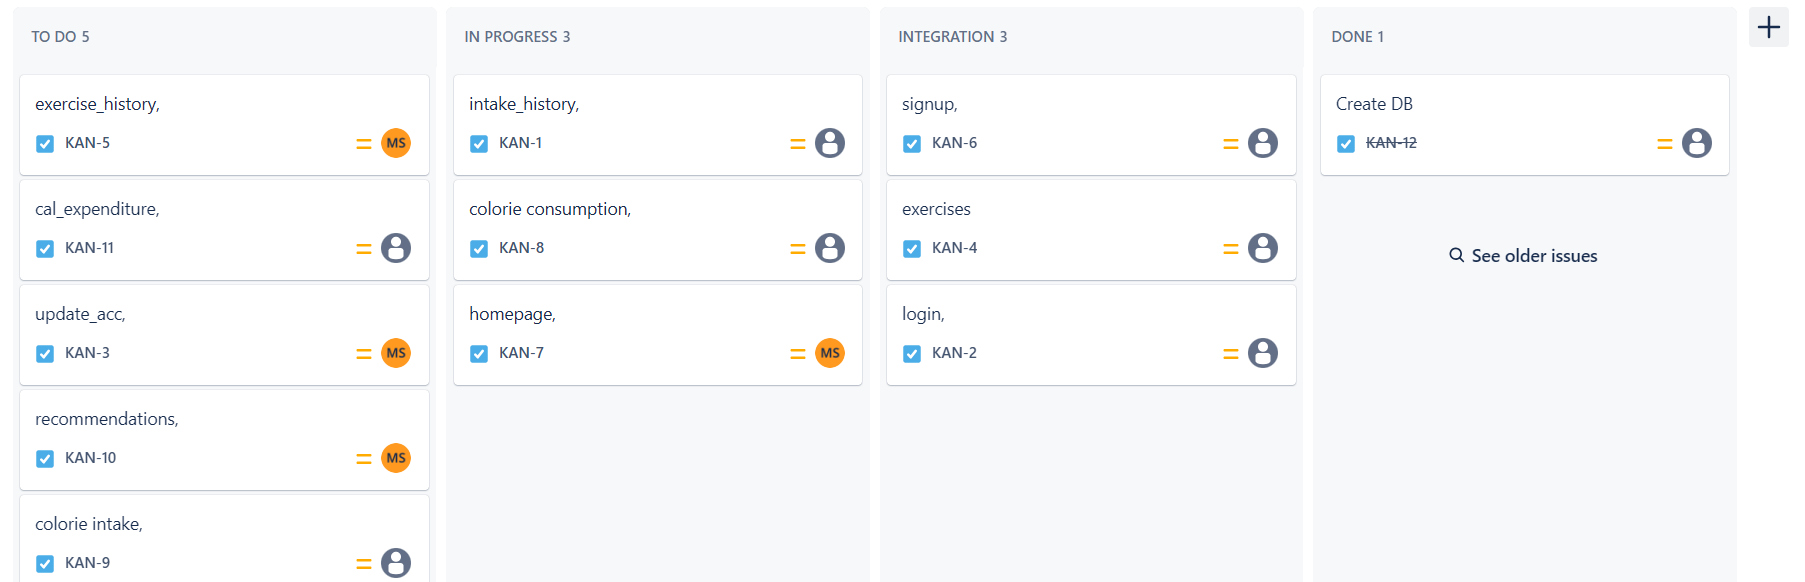 TO DO 5
exercise_history,
KAN-5
MS
cal_expenditure,
KAN-11
update_acc,
KAN-3
MS
recommendations,
KAN-10
MS
colorie intake,
KAN-9
IN PROGRESS 3
intake_history,
KAN-1
colorie consumption,
KAN-8
homepage,
KAN-7
MS
INTEGRATION 3
signup,
KAN-6
exercises
KAN-4
login,
KAN-2
DONE 1
Create DB
KAN-12
See older issues